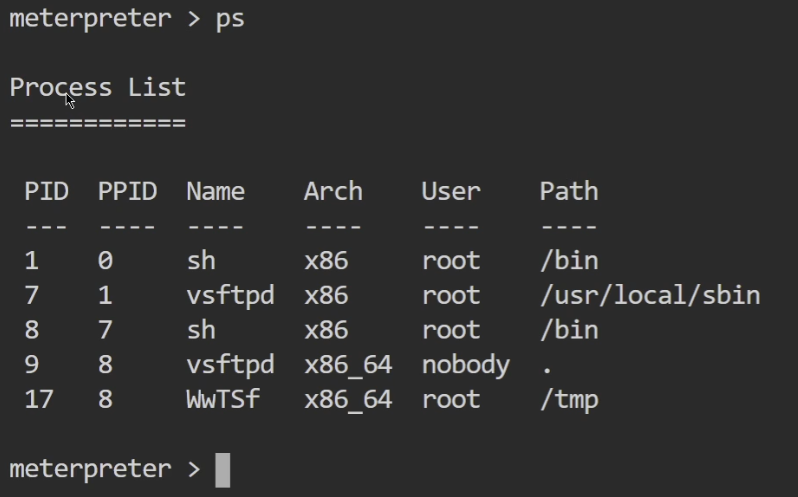 meterpreter > ps
Process List
============
PID PPID Name Arch User Path
--- ---- ---- ---- ---- ----
1 0 sh x86 root /bin
7 1 vsftpd x86 root /usr/local/sbin
8 7 sh x86 root /bin
9 8 vsftpd x86_64 nobody .
17 8 WwTSf x86_64 root /tmp
meterpreter >